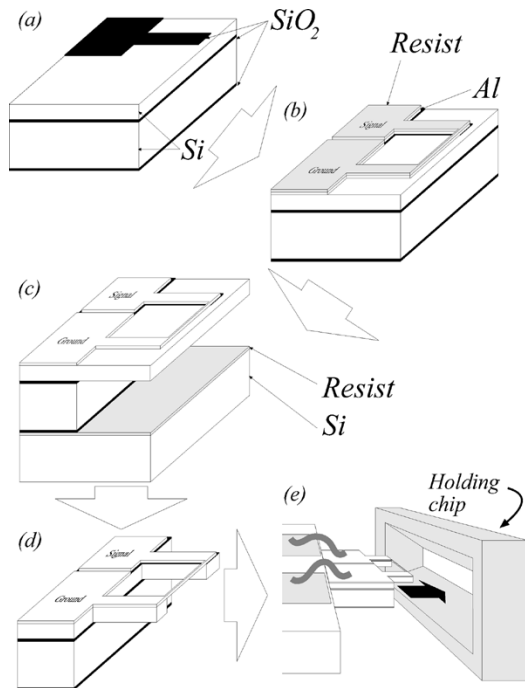 (a)
SiO2
Si
Resist
Al
(b)
Signal
Ground
(c)
Signal
Ground
Resist
Si
(d)
Signal
Ground
(e)
Holding
chip